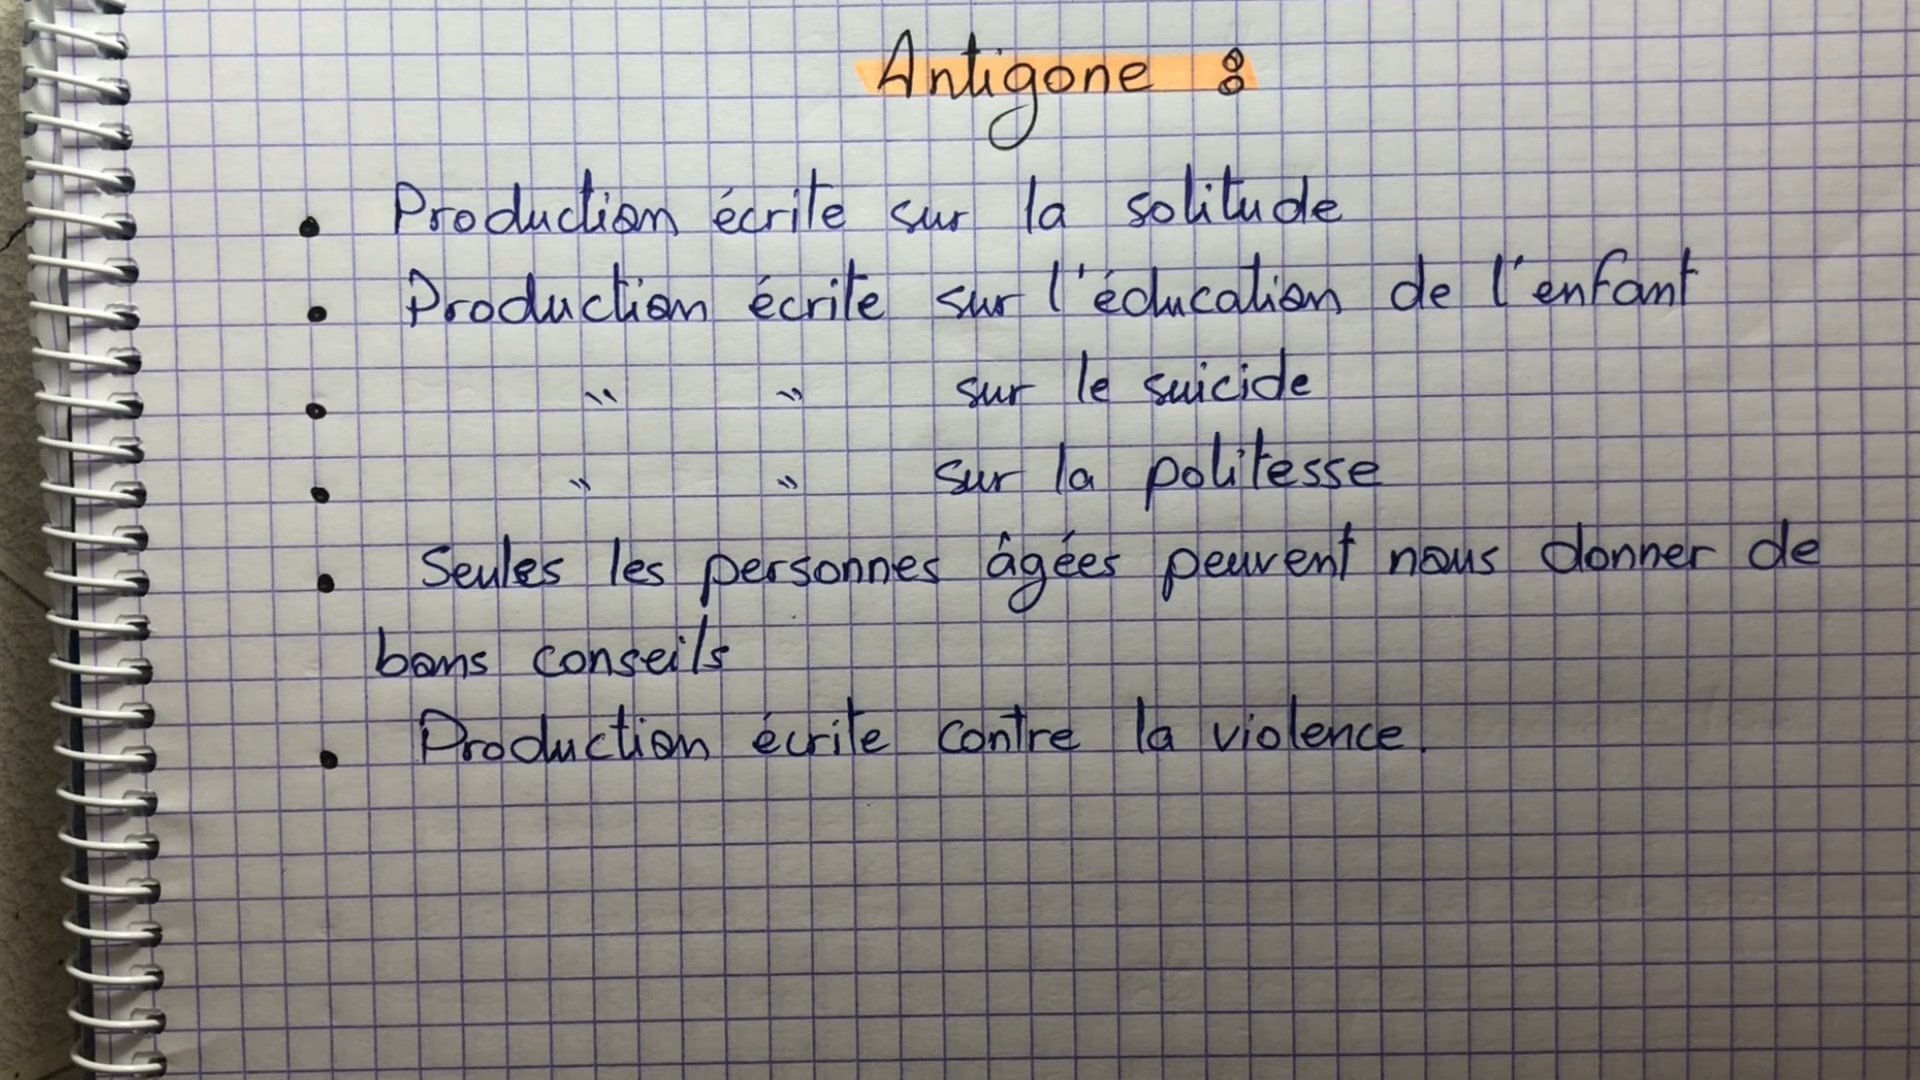 Antigone :
• Production écrite sur la solitude
• Production écrite sur l'éducation de l'enfant
• " " sur le suicide
• " " sur la politesse
• Seules les personnes âgées peuvent nous donner de
bons conseils
• Production écrite contre la violence.